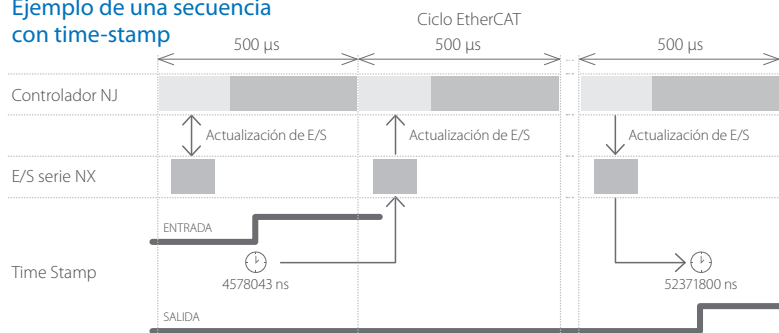 Ejemplo de una secuencia
con time-stamp
Ciclo EtherCAT
500 µs
500 µs
500 µs
Controlador NJ
Actualización de E/S
Actualización de E/S
Actualización de E/S
E/S serie NX
ENTRADA
Time Stamp
4578043 ns
52371800 ns
SALIDA